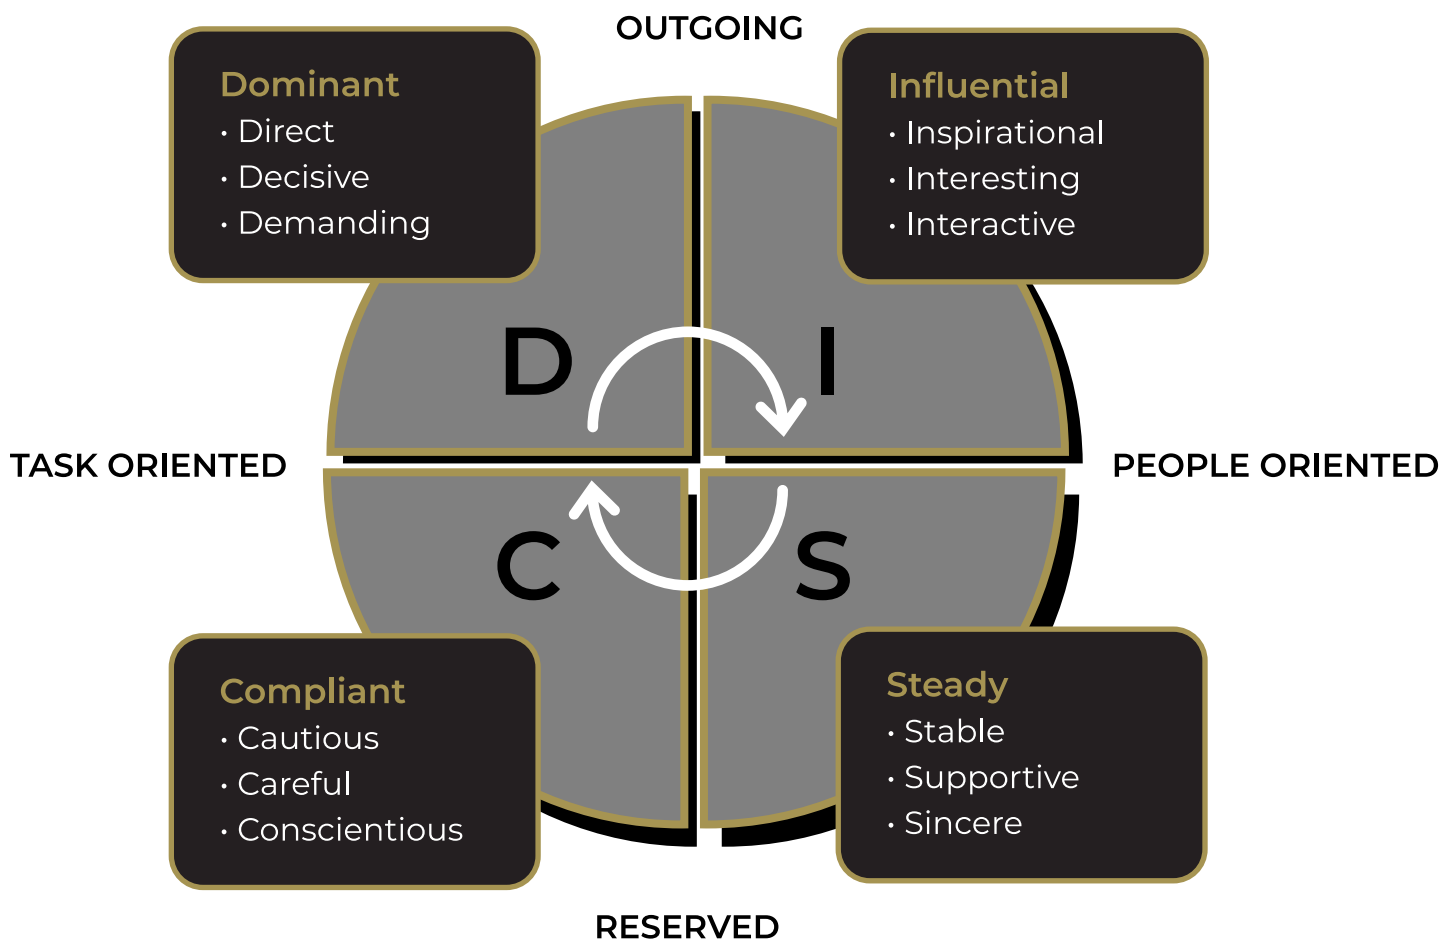 OUTGOING
Dominant
· Direct
· Decisive
· Demanding
Influential
· Inspirational
· Interesting
· Interactive
D
I
TASK ORIENTED
PEOPLE ORIENTED
C
S
Compliant
· Cautious
· Careful
· Conscientious
Steady
· Stable
· Supportive
· Sincere
RESERVED